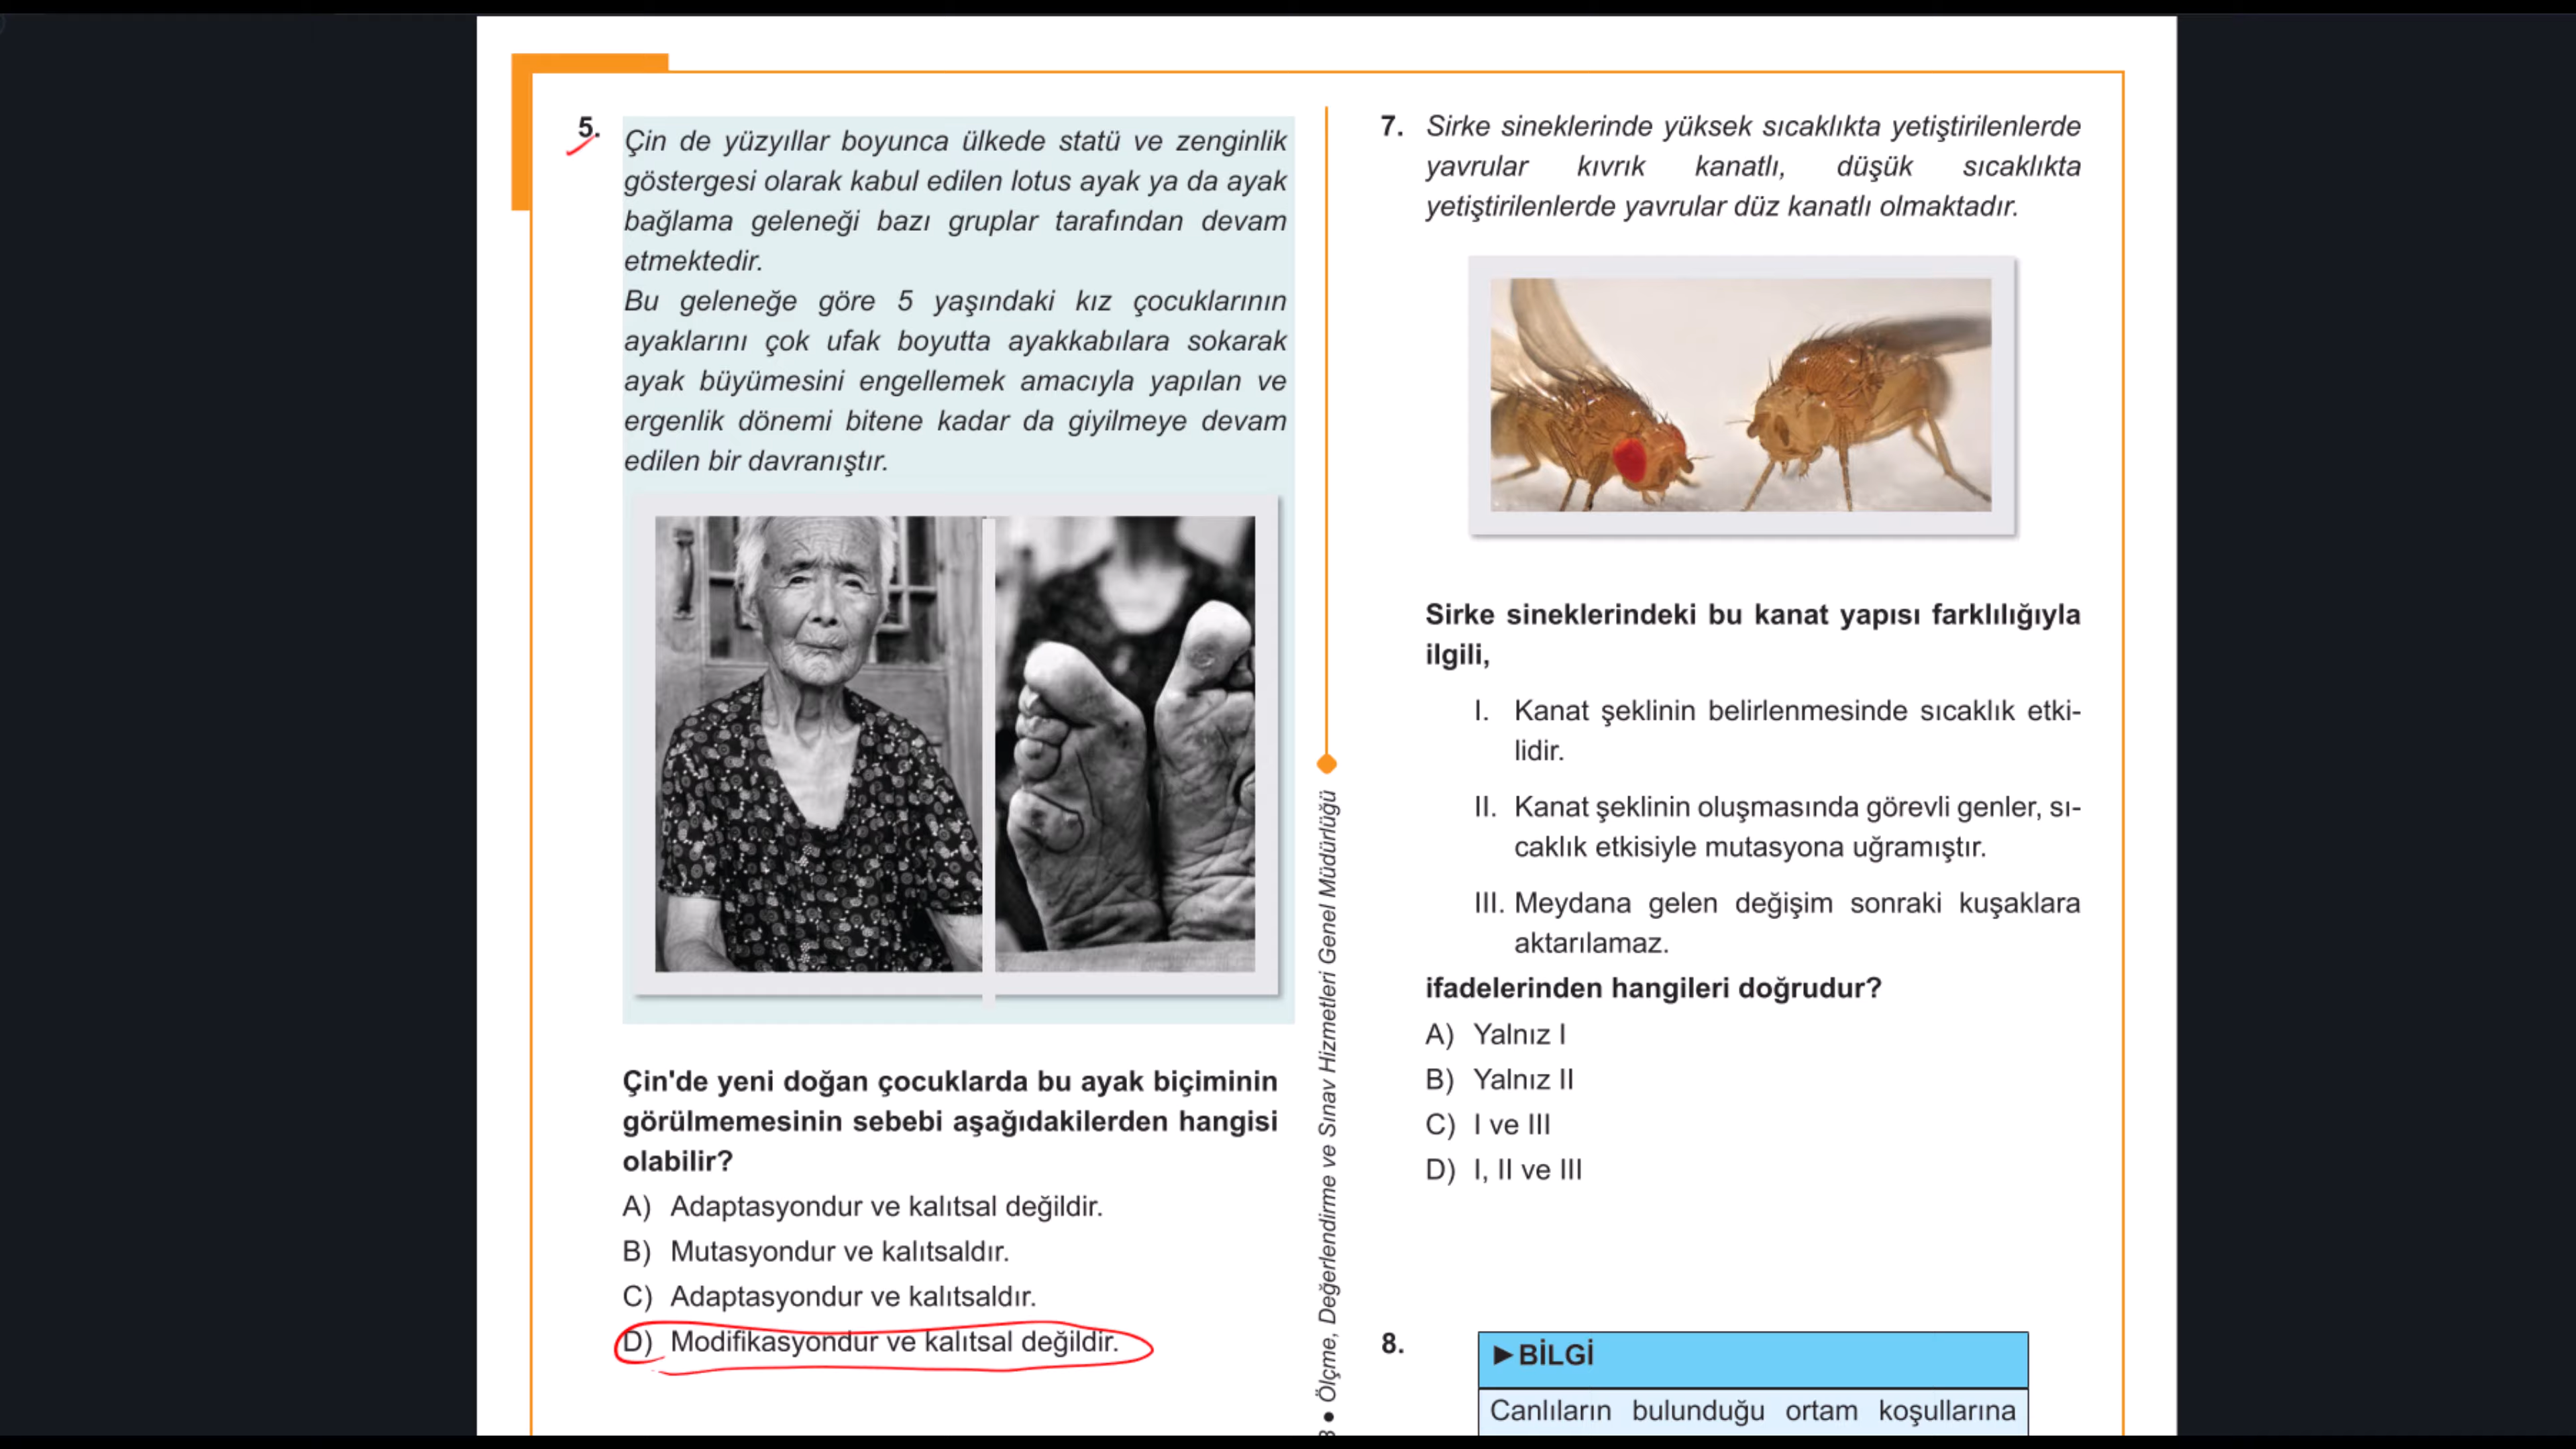 5.
Çin de yüzyıllar boyunca ülkede statü ve zenginlik
göstergesi olarak kabul edilen lotus ayak ya da ayak
bağlama geleneği bazı gruplar tarafından devam
etmektedir.
Bu geleneğe göre 5 yaşındaki kız çocuklarının
ayaklarını çok ufak boyutta ayakkabılara sokarak
ayak büyümesini engellemek amacıyla yapılan ve
ergenlik dönemi bitene kadar da giyilmeye devam
edilen bir davranıştır.
Çin'de yeni doğan çocuklarda bu ayak biçiminin
görülmemesinin sebebi aşağıdakilerden hangisi
olabilir?
A) Adaptasyondur ve kalıtsal değildir.
B) Mutasyondur ve kalıtsaldır.
C) Adaptasyondur ve kalıtsaldır.
D) Modifikasyondur ve kalıtsal değildir.
● Ölçme, Değerlendirme ve Sınav Hizmetleri Genel Müdürlüğü
7. Sirke sineklerinde yüksek sıcaklıkta yetiştirilenlerde
yavrular kıvrık kanatlı, düşük sıcaklıkta
yetiştirilenlerde yavrular düz kanatlı olmaktadır.
Sirke sineklerindeki bu kanat yapısı farklılığıyla
ilgili,
I. Kanat şeklinin belirlenmesinde sıcaklık etki-
lidir.
II. Kanat şeklinin oluşmasında görevli genler, sı-
caklık etkisiyle mutasyona uğramıştır.
III. Meydana gelen değişim sonraki kuşaklara
aktarılamaz.
ifadelerinden hangileri doğrudur?
A) Yalnız I
B) Yalnız II
C) I ve III
D) I, II ve III
8.
►BİLGİ
Canlıların bulunduğu ortam koşullarına